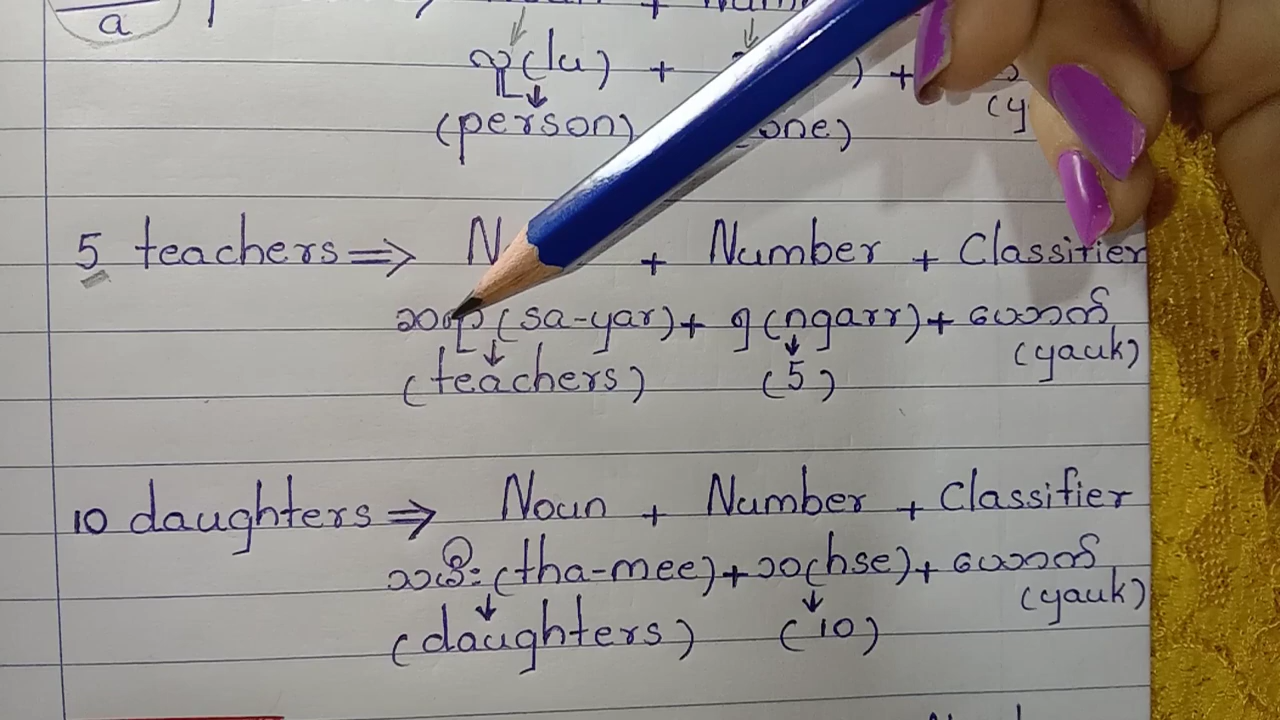 a
လူ (lu) + +
(person) one)
5 teachers ⇒ + Number + Classifier
ဆရာ (sa-yar) + ၅ (ngarr) + ယောက်
(yauk)
(teachers) (5)
10 daughters ⇒ Noun + Number + Classifier
သမီး (tha-mee) + ၁၀ (hse) + ယောက်
(yauk)
(daughters) (10)